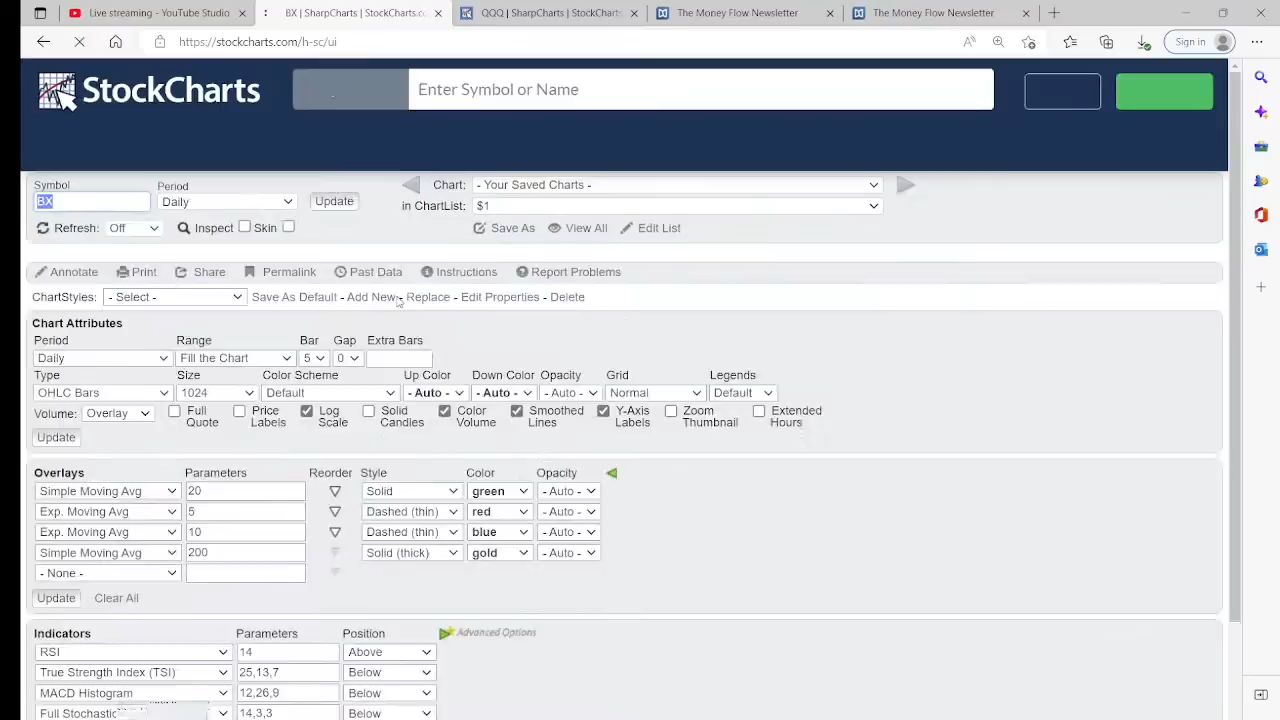 Live streaming - YouTube Studio
BX | SharpCharts | StockCharts.co
QQQ | SharpCharts | StockCharts
The Money Flow Newsletter
The Money Flow Newsletter
https://stockcharts.com/h-sc/ui
Sign in
StockCharts
Enter Symbol or Name
Symbol
Period
BX
Daily
Update
Chart:
- Your Saved Charts -
in ChartList:
$1
Refresh:
Off
Inspect
Skin
Save As
View All
Edit List
Annotate
Print
Share
Permalink
Past Data
Instructions
Report Problems
ChartStyles:
- Select -
Save As Default - Add New - Replace - Edit Properties - Delete
Chart Attributes
Period Range Bar Gap Extra Bars
Daily Fill the Chart 5 0
Type Size Color Scheme Up Color Down Color Opacity Grid Legends
OHLC Bars 1024 Default - Auto - - Auto - - Auto - Normal Default
Volume: Overlay Full Quote Price Labels Log Scale Solid Candles Color Volume Smoothed Lines Y-Axis Labels Zoom Thumbnail Extended Hours
Update
Overlays Parameters Reorder Style Color Opacity
Simple Moving Avg 20 Solid green - Auto -
Exp. Moving Avg 5 Dashed (thin) red - Auto -
Exp. Moving Avg 10 Dashed (thin) blue - Auto -
Simple Moving Avg 200 Solid (thick) gold - Auto -
- None -
Update Clear All
Indicators Parameters Position Advanced Options
RSI 14 Above
True Strength Index (TSI) 25,13,7 Below
MACD Histogram 12,26,9 Below
Full Stochastic 14,3,3 Below